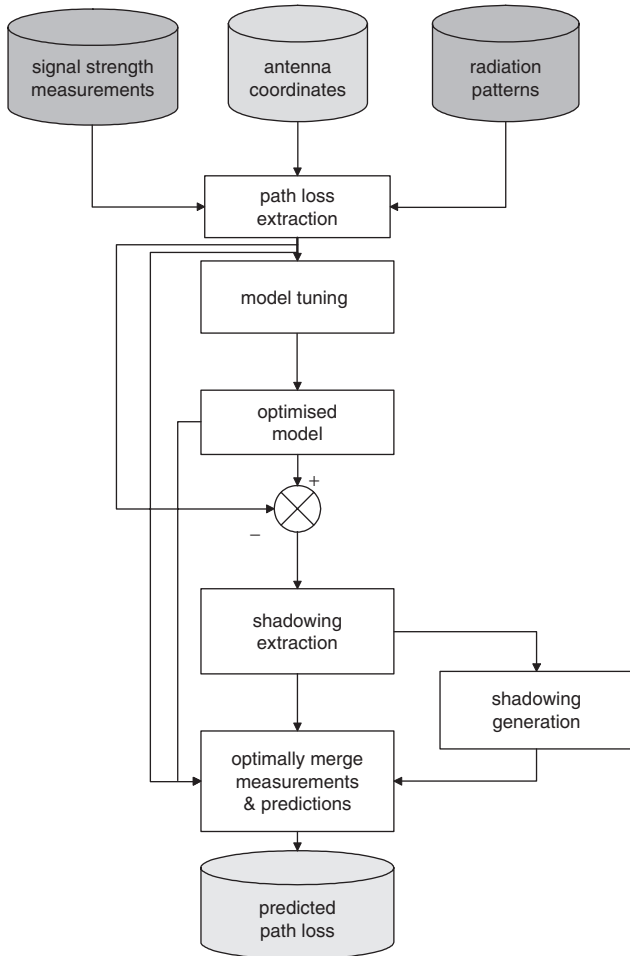 signal strength
measurements
antenna
coordinates
radiation
patterns
path loss
extraction
model tuning
optimised
model
+
−
shadowing
extraction
shadowing
generation
optimally merge
measurements
& predictions
predicted
path loss